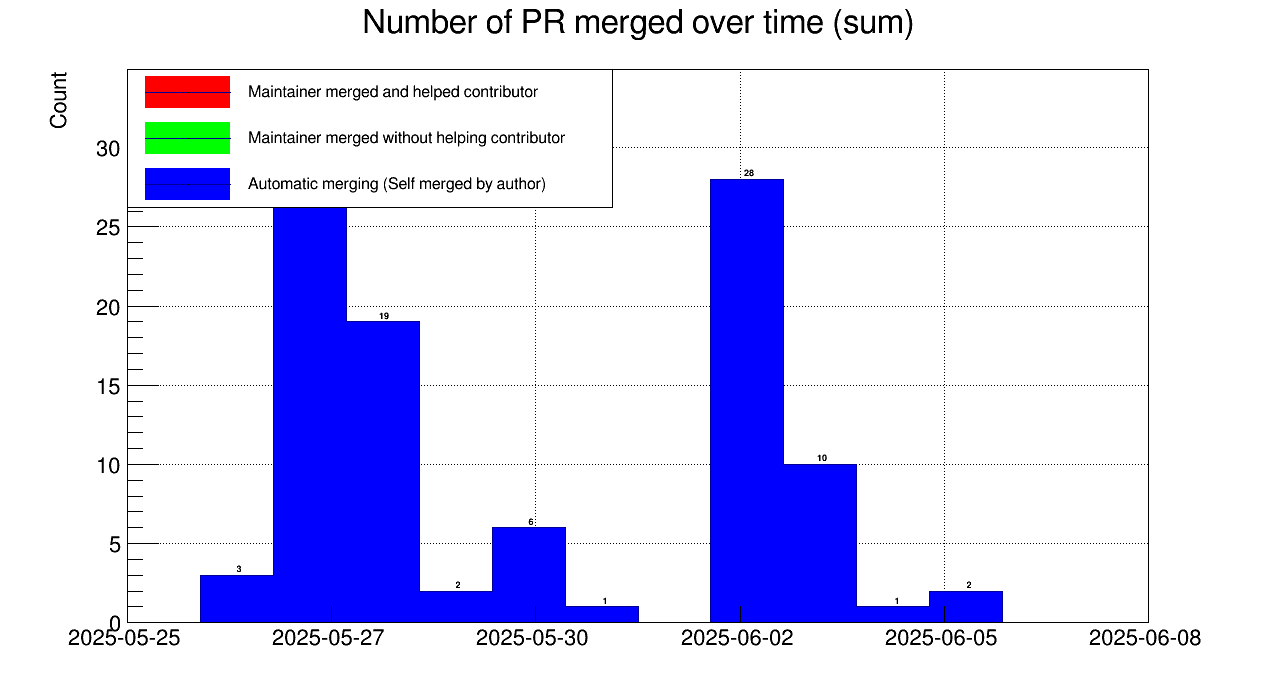 Number of PR merged over time (sum)
Count
Maintainer merged and helped contributor
Maintainer merged without helping contributor
Automatic merging (Self merged by author)
30
25
20
15
10
5
0
28
19
10
6
3
2
1
1
2
2025-05-25 2025-05-27 2025-05-30 2025-06-02 2025-06-05 2025-06-08